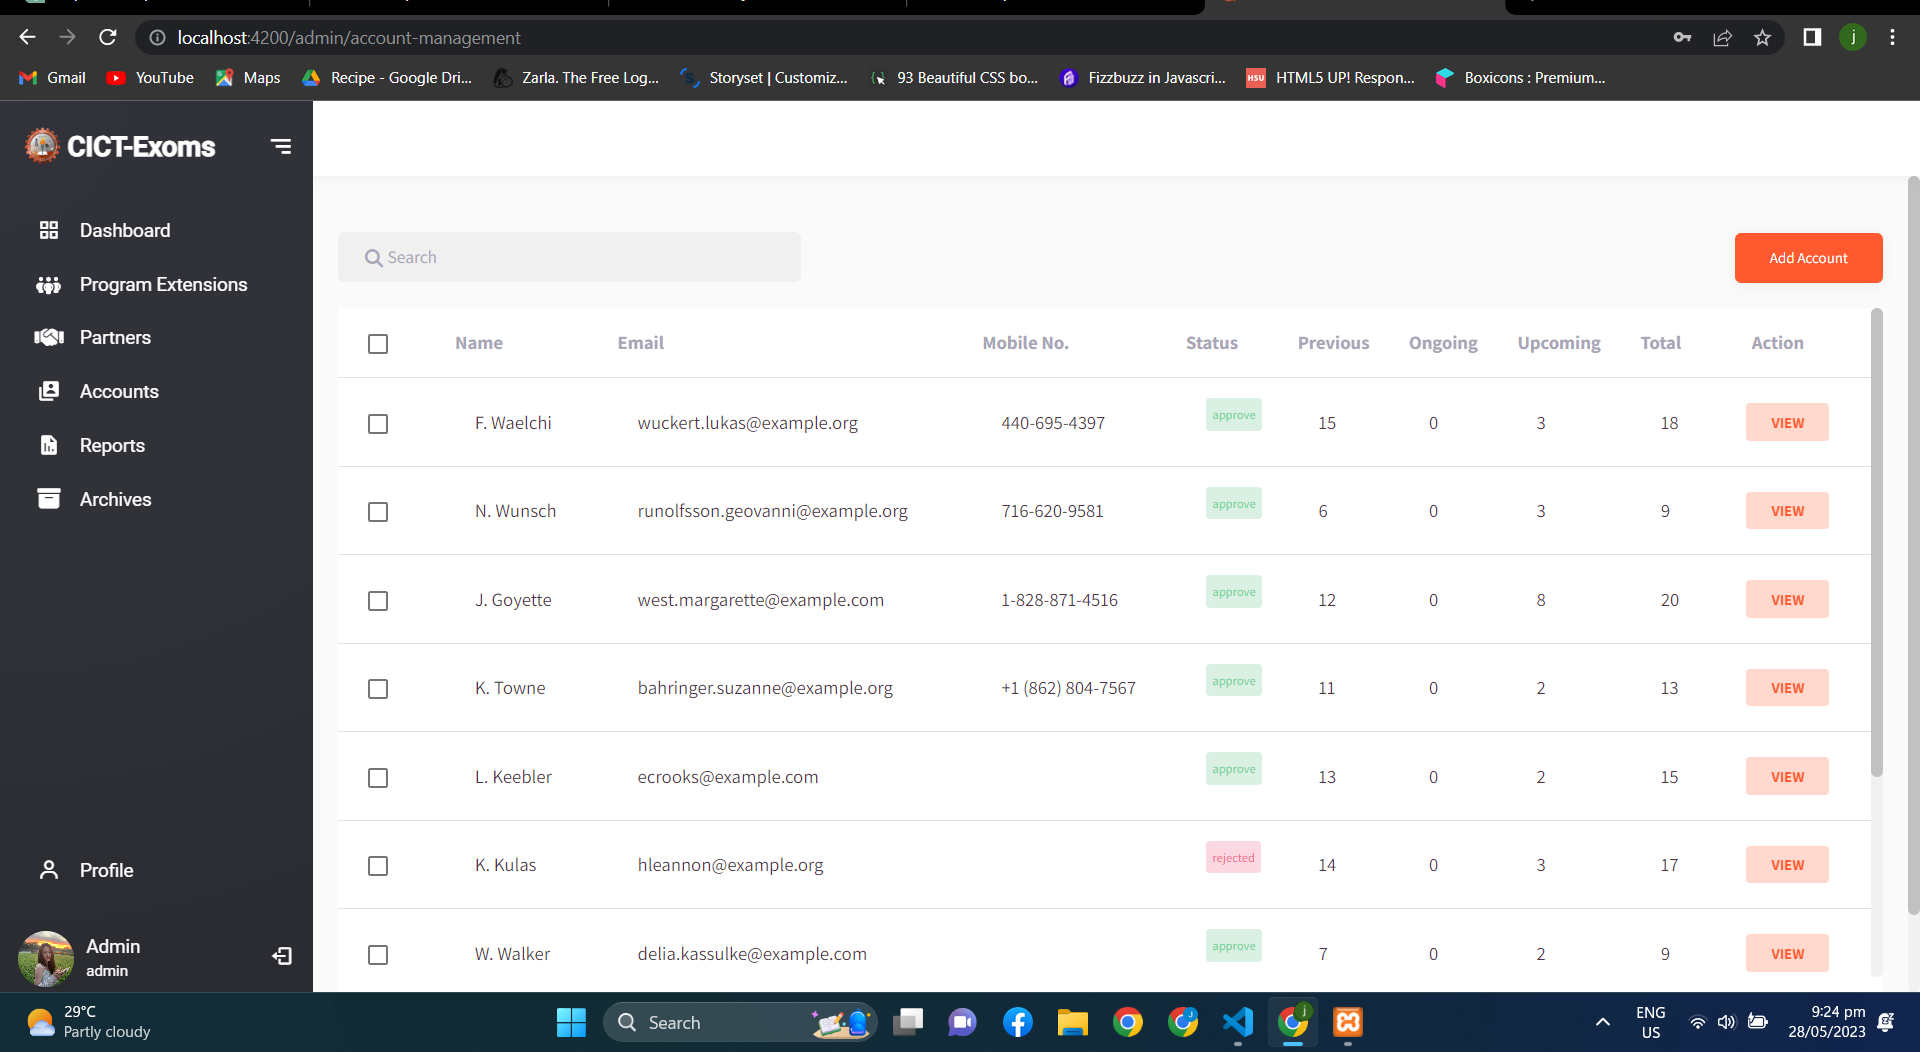 localhost:4200/admin/account-management
j
Gmail
YouTube
Maps
Recipe - Google Dri...
Zarla. The Free Log...
Storyset | Customiz...
93 Beautiful CSS bo...
Fizzbuzz in Javascri...
HSU
HTML5 UP! Respon...
Boxicons : Premium...
CICT-Exoms
Dashboard
Program Extensions
Partners
Accounts
Reports
Archives
Profile
Admin
admin
Search
Add Account
Name Email Mobile No. Status Previous Ongoing Upcoming Total Action
F. Waelchi wuckert.lukas@example.org 440-695-4397 approve 15 0 3 18 VIEW
N. Wunsch runolfsson.geovanni@example.org 716-620-9581 approve 6 0 3 9 VIEW
J. Goyette west.margarette@example.com 1-828-871-4516 approve 12 0 8 20 VIEW
K. Towne bahringer.suzanne@example.org +1 (862) 804-7567 approve 11 0 2 13 VIEW
L. Keebler ecrooks@example.com approve 13 0 2 15 VIEW
K. Kulas hleannon@example.org rejected 14 0 3 17 VIEW
W. Walker delia.kassulke@example.com approve 7 0 2 9 VIEW
29°C
Partly cloudy
Search
ENG
US
9:24 pm
28/05/2023